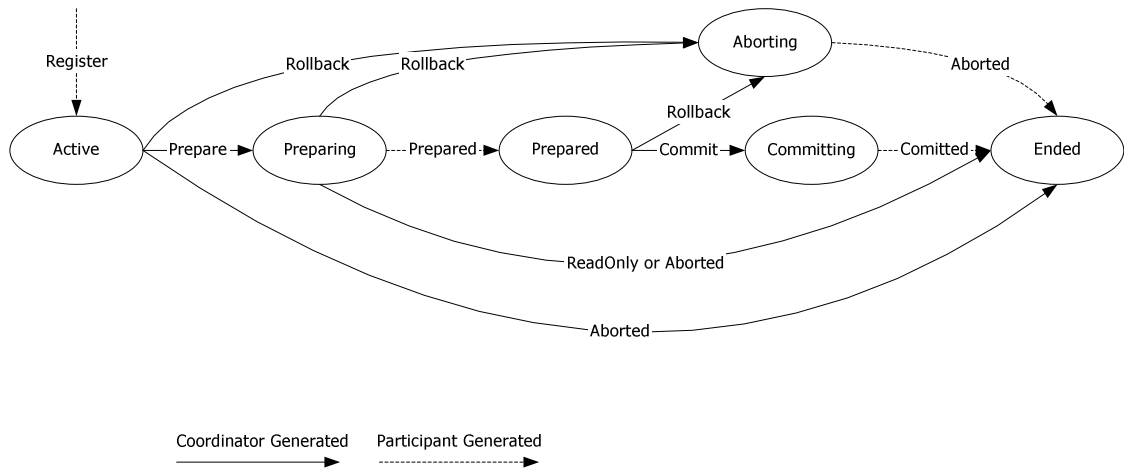 Register
Rollback
Rollback
Aborting
Aborted
Rollback
Active
Prepare
Preparing
Prepared
Prepared
Commit
Committing
Comitted
Ended
ReadOnly or Aborted
Aborted
Coordinator Generated
Participant Generated